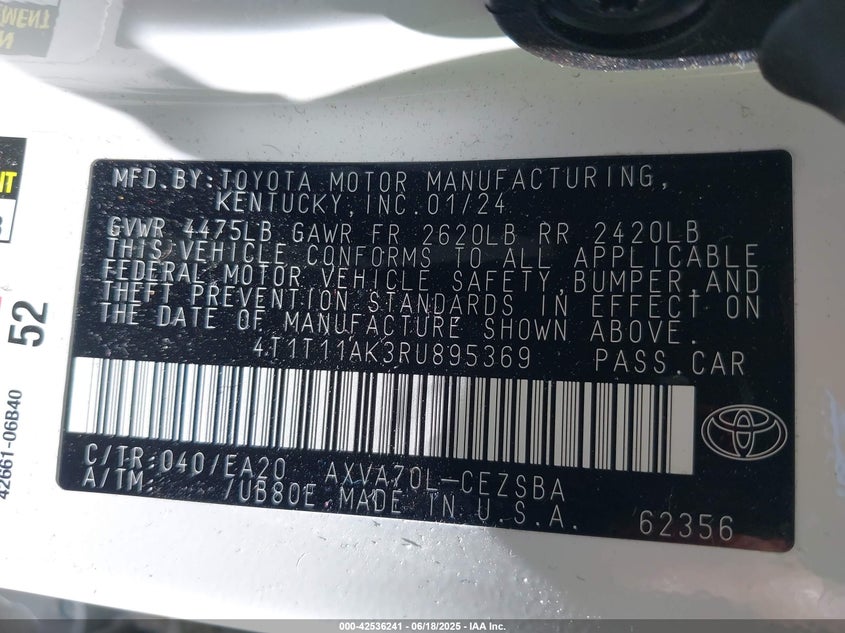 MFD.BY:TOYOTA MOTOR MANUFACTURING,
KENTUCKY,INC.01/24
GVWR 4475LB GAWR FR 2620LB RR 2420LB
THIS VEHICLE CONFORMS TO ALL APPLICABLE
FEDERAL MOTOR VEHICLE SAFETY,BUMPER,AND
THEFT PREVENTION STANDARDS IN EFFECT ON
THE DATE OF MANUFACTURE SHOWN ABOVE.
4T1T11AK3RU895369 PASS.CAR
C/TR:040/EA20 AXVA70L-CEZSBA
A/TM: /UB80E MADE IN U.S.A.
62356
52
42661-06B40
000-42536241 | 06/18/2025 - IAA Inc.